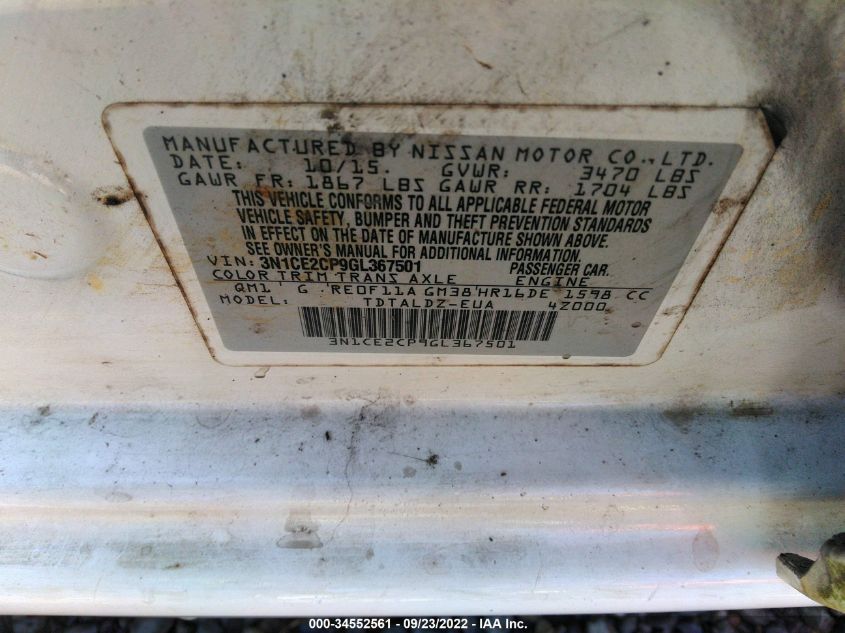 MANUFACTURED BY NISSAN MOTOR CO.,LTD.
DATE: 10/15. GVWR: 3470 LBS
GAWR FR: 1867 LBS GAWR RR: 1704 LBS
THIS VEHICLE CONFORMS TO ALL APPLICABLE FEDERAL MOTOR
VEHICLE SAFETY, BUMPER AND THEFT PREVENTION STANDARDS
IN EFFECT ON THE DATE OF MANUFACTURE SHOWN ABOVE.
SEE OWNER'S MANUAL FOR ADDITIONAL INFORMATION.
VIN: 3N1CE2CP9GL367501 PASSENGER CAR.
COLOR TRIM TRANS AXLE ENGINE
QM1 G 'RE0F11A GM38'HR16DE 1598 CC
MODEL: TDTALDZ-EUA 4Z000
3N1CE2CP9GL367501
000-34552561 - 09/23/2022 - IAA Inc.